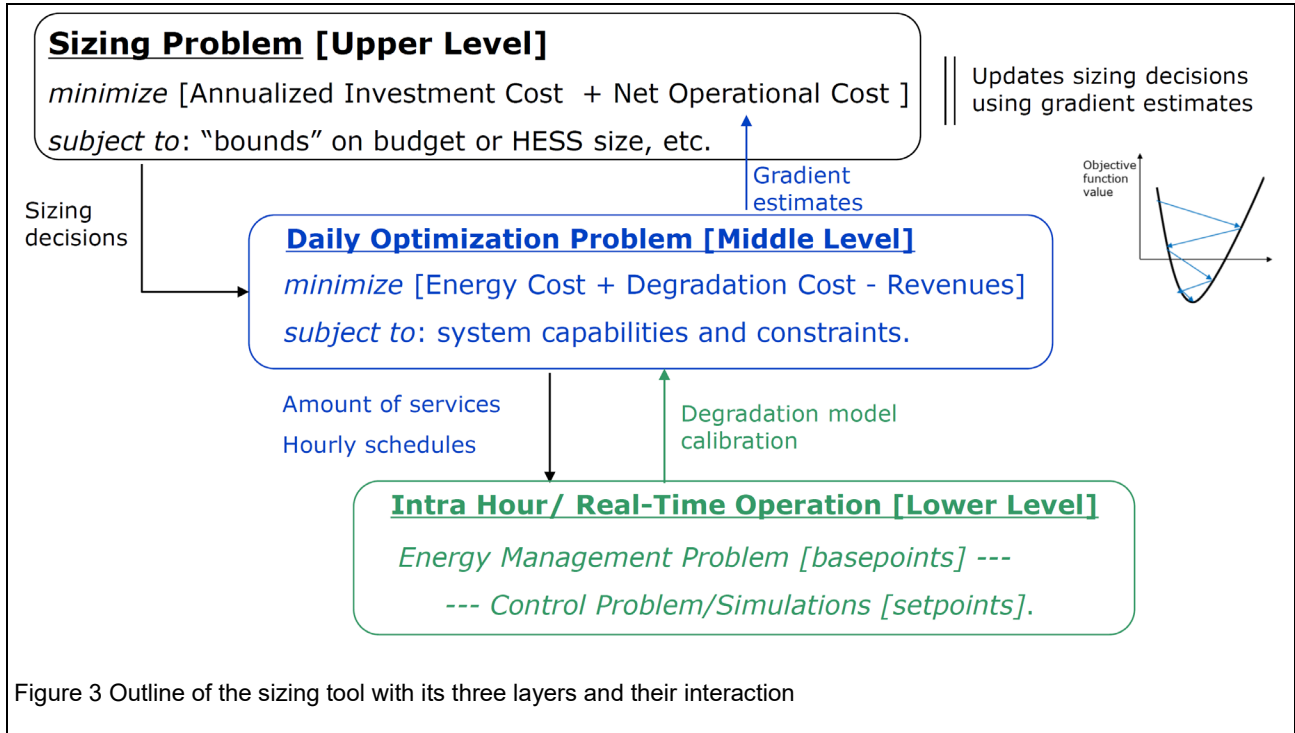 Sizing Problem [Upper Level]
minimize [Annualized Investment Cost + Net Operational Cost ]
subject to: “bounds” on budget or HESS size, etc.
Updates sizing decisions
using gradient estimates
Objective
function
value
Sizing
decisions
Gradient
estimates
Daily Optimization Problem [Middle Level]
minimize [Energy Cost + Degradation Cost - Revenues]
subject to: system capabilities and constraints.
Amount of services
Hourly schedules
Degradation model
calibration
Intra Hour/ Real-Time Operation [Lower Level]
Energy Management Problem [basepoints] ---
--- Control Problem/Simulations [setpoints].
Figure 3 Outline of the sizing tool with its three layers and their interaction